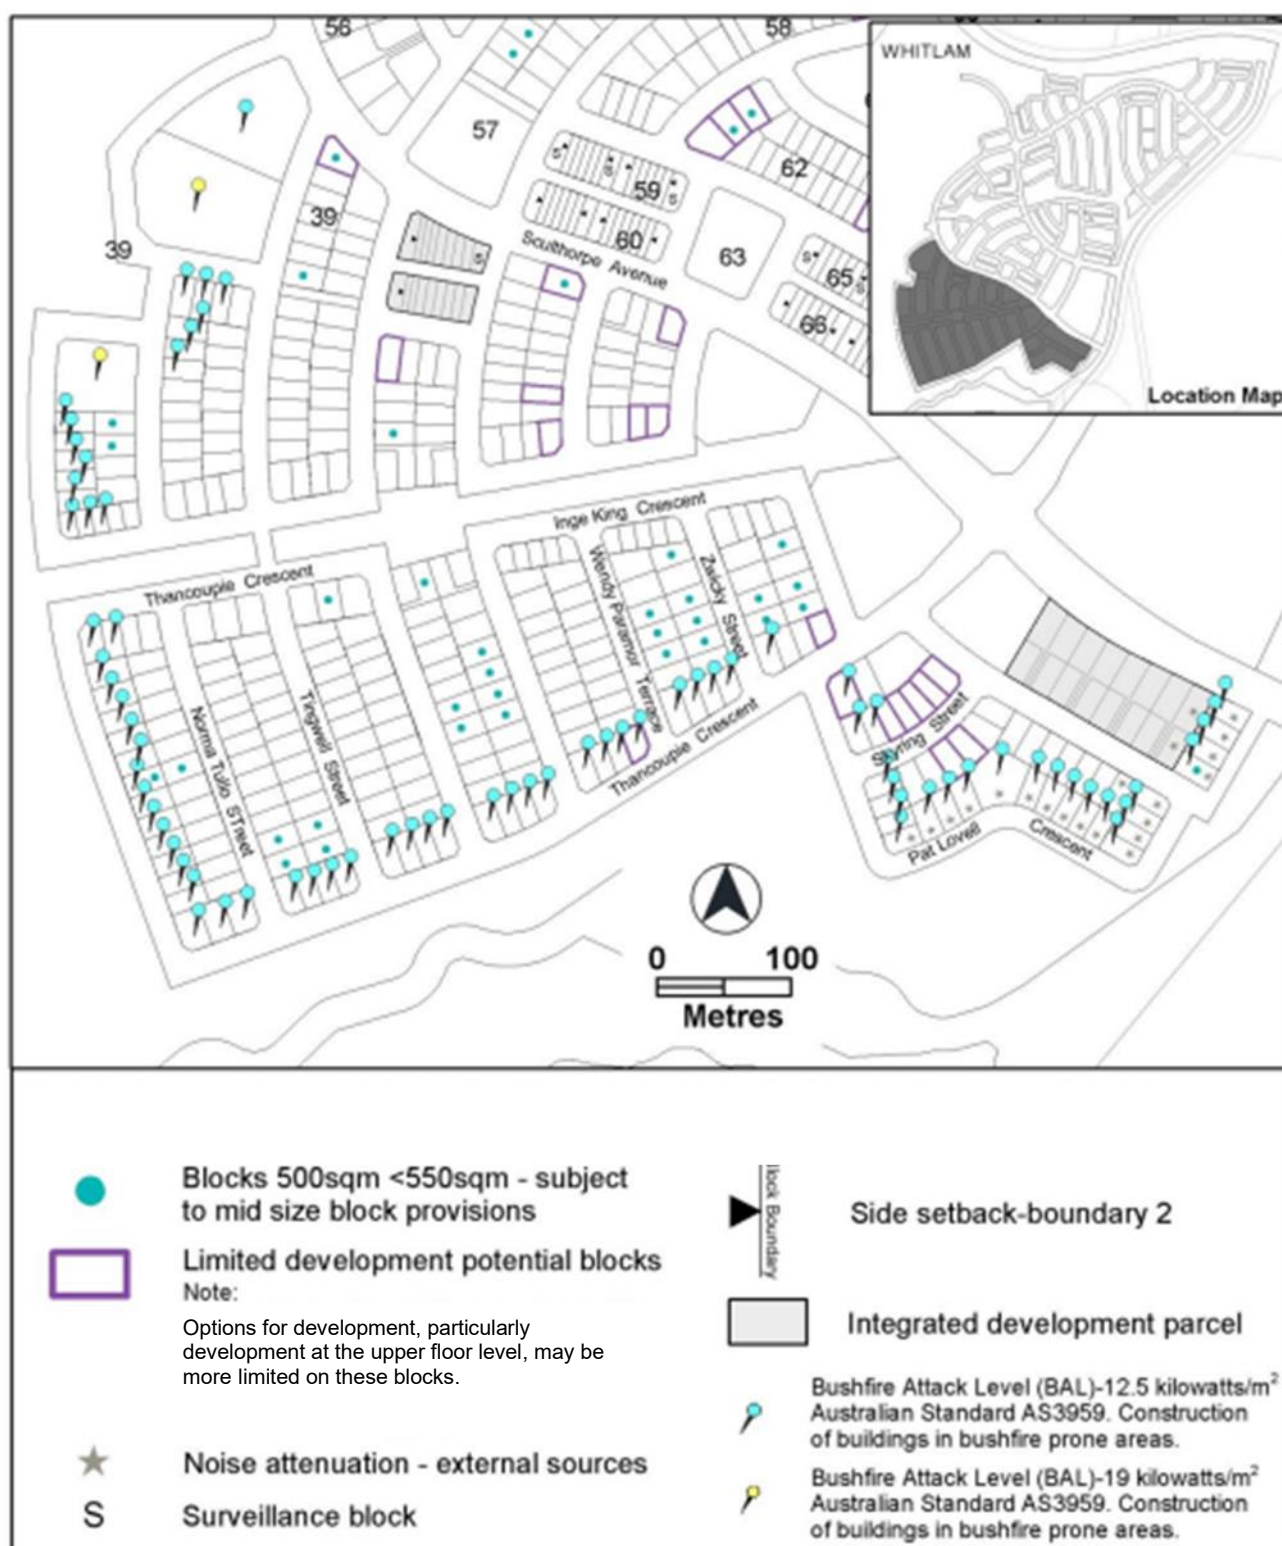 56
58
57
WHITLAM
59
62
39
39
60
Sculthorpe Avenue
63
65
66
S
S
S
S
S
S
Location Map
Inge King Crescent
Thancoupie Crescent
Wendy Paramor Terrace
Zwicky Street
Tingwell Street
Norma Tullo STreet
Thancoupie Crescent
Skyring Street
Pat Lovell Crescent
0 100
Metres
Blocks 500sqm <550sqm - subject
to mid size block provisions
Limited development potential blocks
Note:
Options for development, particularly
development at the upper floor level, may be
more limited on these blocks.
Noise attenuation - external sources
S Surveillance block
lock Boundary
Side setback-boundary 2
Integrated development parcel
Bushfire Attack Level (BAL)-12.5 kilowatts/m²
Australian Standard AS3959. Construction
of buildings in bushfire prone areas.
Bushfire Attack Level (BAL)-19 kilowatts/m²
Australian Standard AS3959. Construction
of buildings in bushfire prone areas.